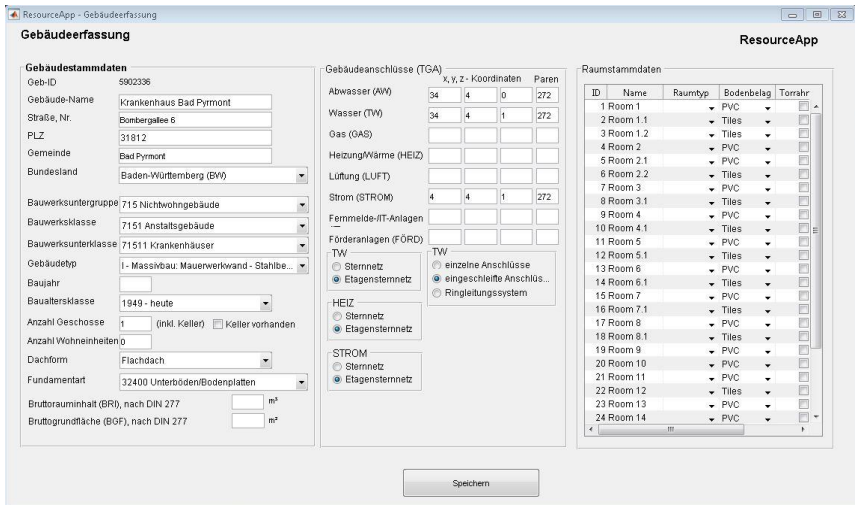 ResourceApp - Gebäudeerfassung
Gebäudeerfassung
ResourceApp
Gebäudestammdaten
Geb-ID 5902336
Gebäude-Name Krankenhaus Bad Pyrmont
Straße, Nr. Bombergallee 6
PLZ 31812
Gemeinde Bad Pyrmont
Bundesland Baden-Württemberg (BW)
Bauwerksuntergruppe 715 Nichtwohngebäude
Bauwerksklasse 7151 Anstaltsgebäude
Bauwerksunterklasse 71511 Krankenhäuser
Gebäudetyp I - Massivbau: Mauerwerkwand - Stahlbe...
Baujahr
Baualtersklasse 1949 - heute
Anzahl Geschosse 1 (inkl. Keller) Keller vorhanden
Anzahl Wohneinheiten 0
Dachform Flachdach
Fundamentart 32400 Unterböden/Bodenplatten
Bruttorauminhalt (BRI), nach DIN 277 m³
Bruttogrundfläche (BGF), nach DIN 277 m²
Gebäudeanschlüsse (TGA)
x, y, z - Koordinaten Paren
Abwasser (AW) 34 4 0 272
Wasser (TW) 34 4 1 272
Gas (GAS)
Heizung/Wärme (HEIZ)
Lüftung (LUFT)
Strom (STROM) 4 4 1 272
Fernmelde-/IT-Anlagen
Förderanlagen (FÖRD)
TW
Sternnetz
Etagensternnetz
TW
einzelne Anschlüsse
eingeschleifte Anschlüs...
Ringleitungssystem
HEIZ
Sternnetz
Etagensternnetz
STROM
Sternnetz
Etagensternnetz
Raumstammdaten
ID Name Raumtyp Bodenbelag Torrahr
1 Room 1 PVC
2 Room 1.1 Tiles
3 Room 1.2 Tiles
4 Room 2 PVC
5 Room 2.1 PVC
6 Room 2.2 Tiles
7 Room 3 PVC
8 Room 3.1 Tiles
9 Room 4 PVC
10 Room 4.1 Tiles
11 Room 5 PVC
12 Room 5.1 Tiles
13 Room 6 PVC
14 Room 6.1 Tiles
15 Room 7 PVC
16 Room 7.1 Tiles
17 Room 8 PVC
18 Room 8.1 Tiles
19 Room 9 PVC
20 Room 10 PVC
21 Room 11 PVC
22 Room 12 Tiles
23 Room 13 PVC
24 Room 14 PVC
Speichern